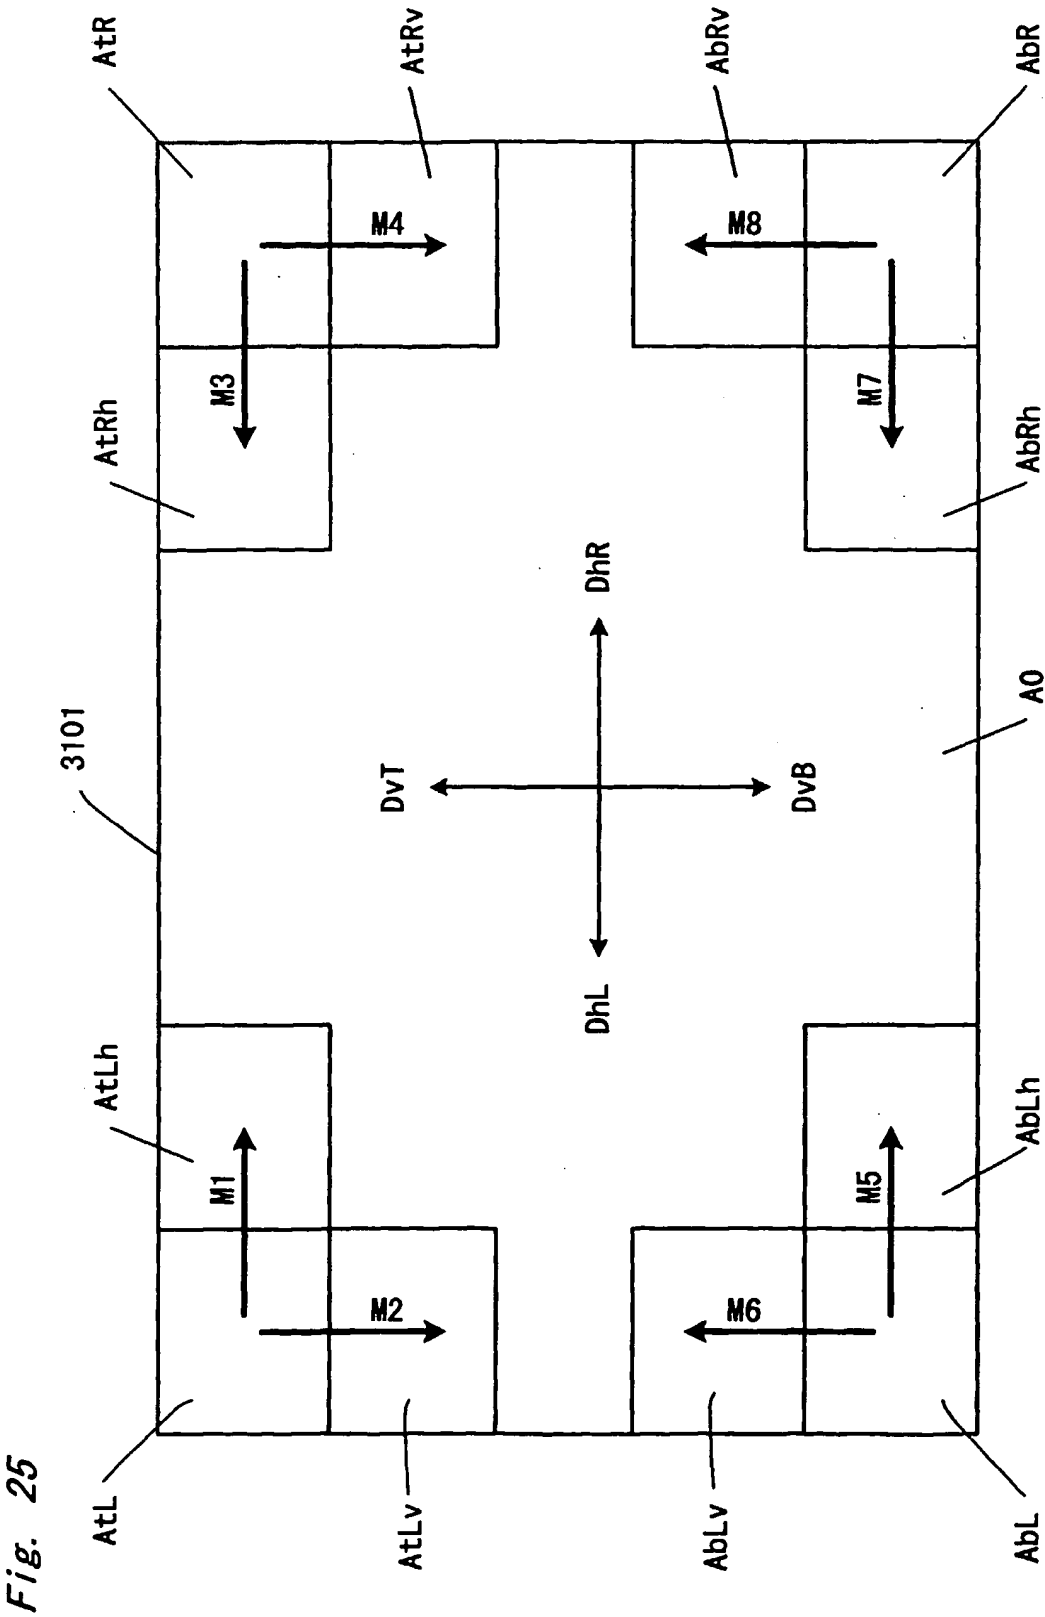 Fig. 25
3101
AtL
AtLh
AtRh
AtR
M1
M3
M2
DvT
M4
AtLv
AtRv
DhL
DhR
AbLv
AbRv
M6
M8
DvB
M5
M7
AbL
AbLh
A0
AbRh
AbR